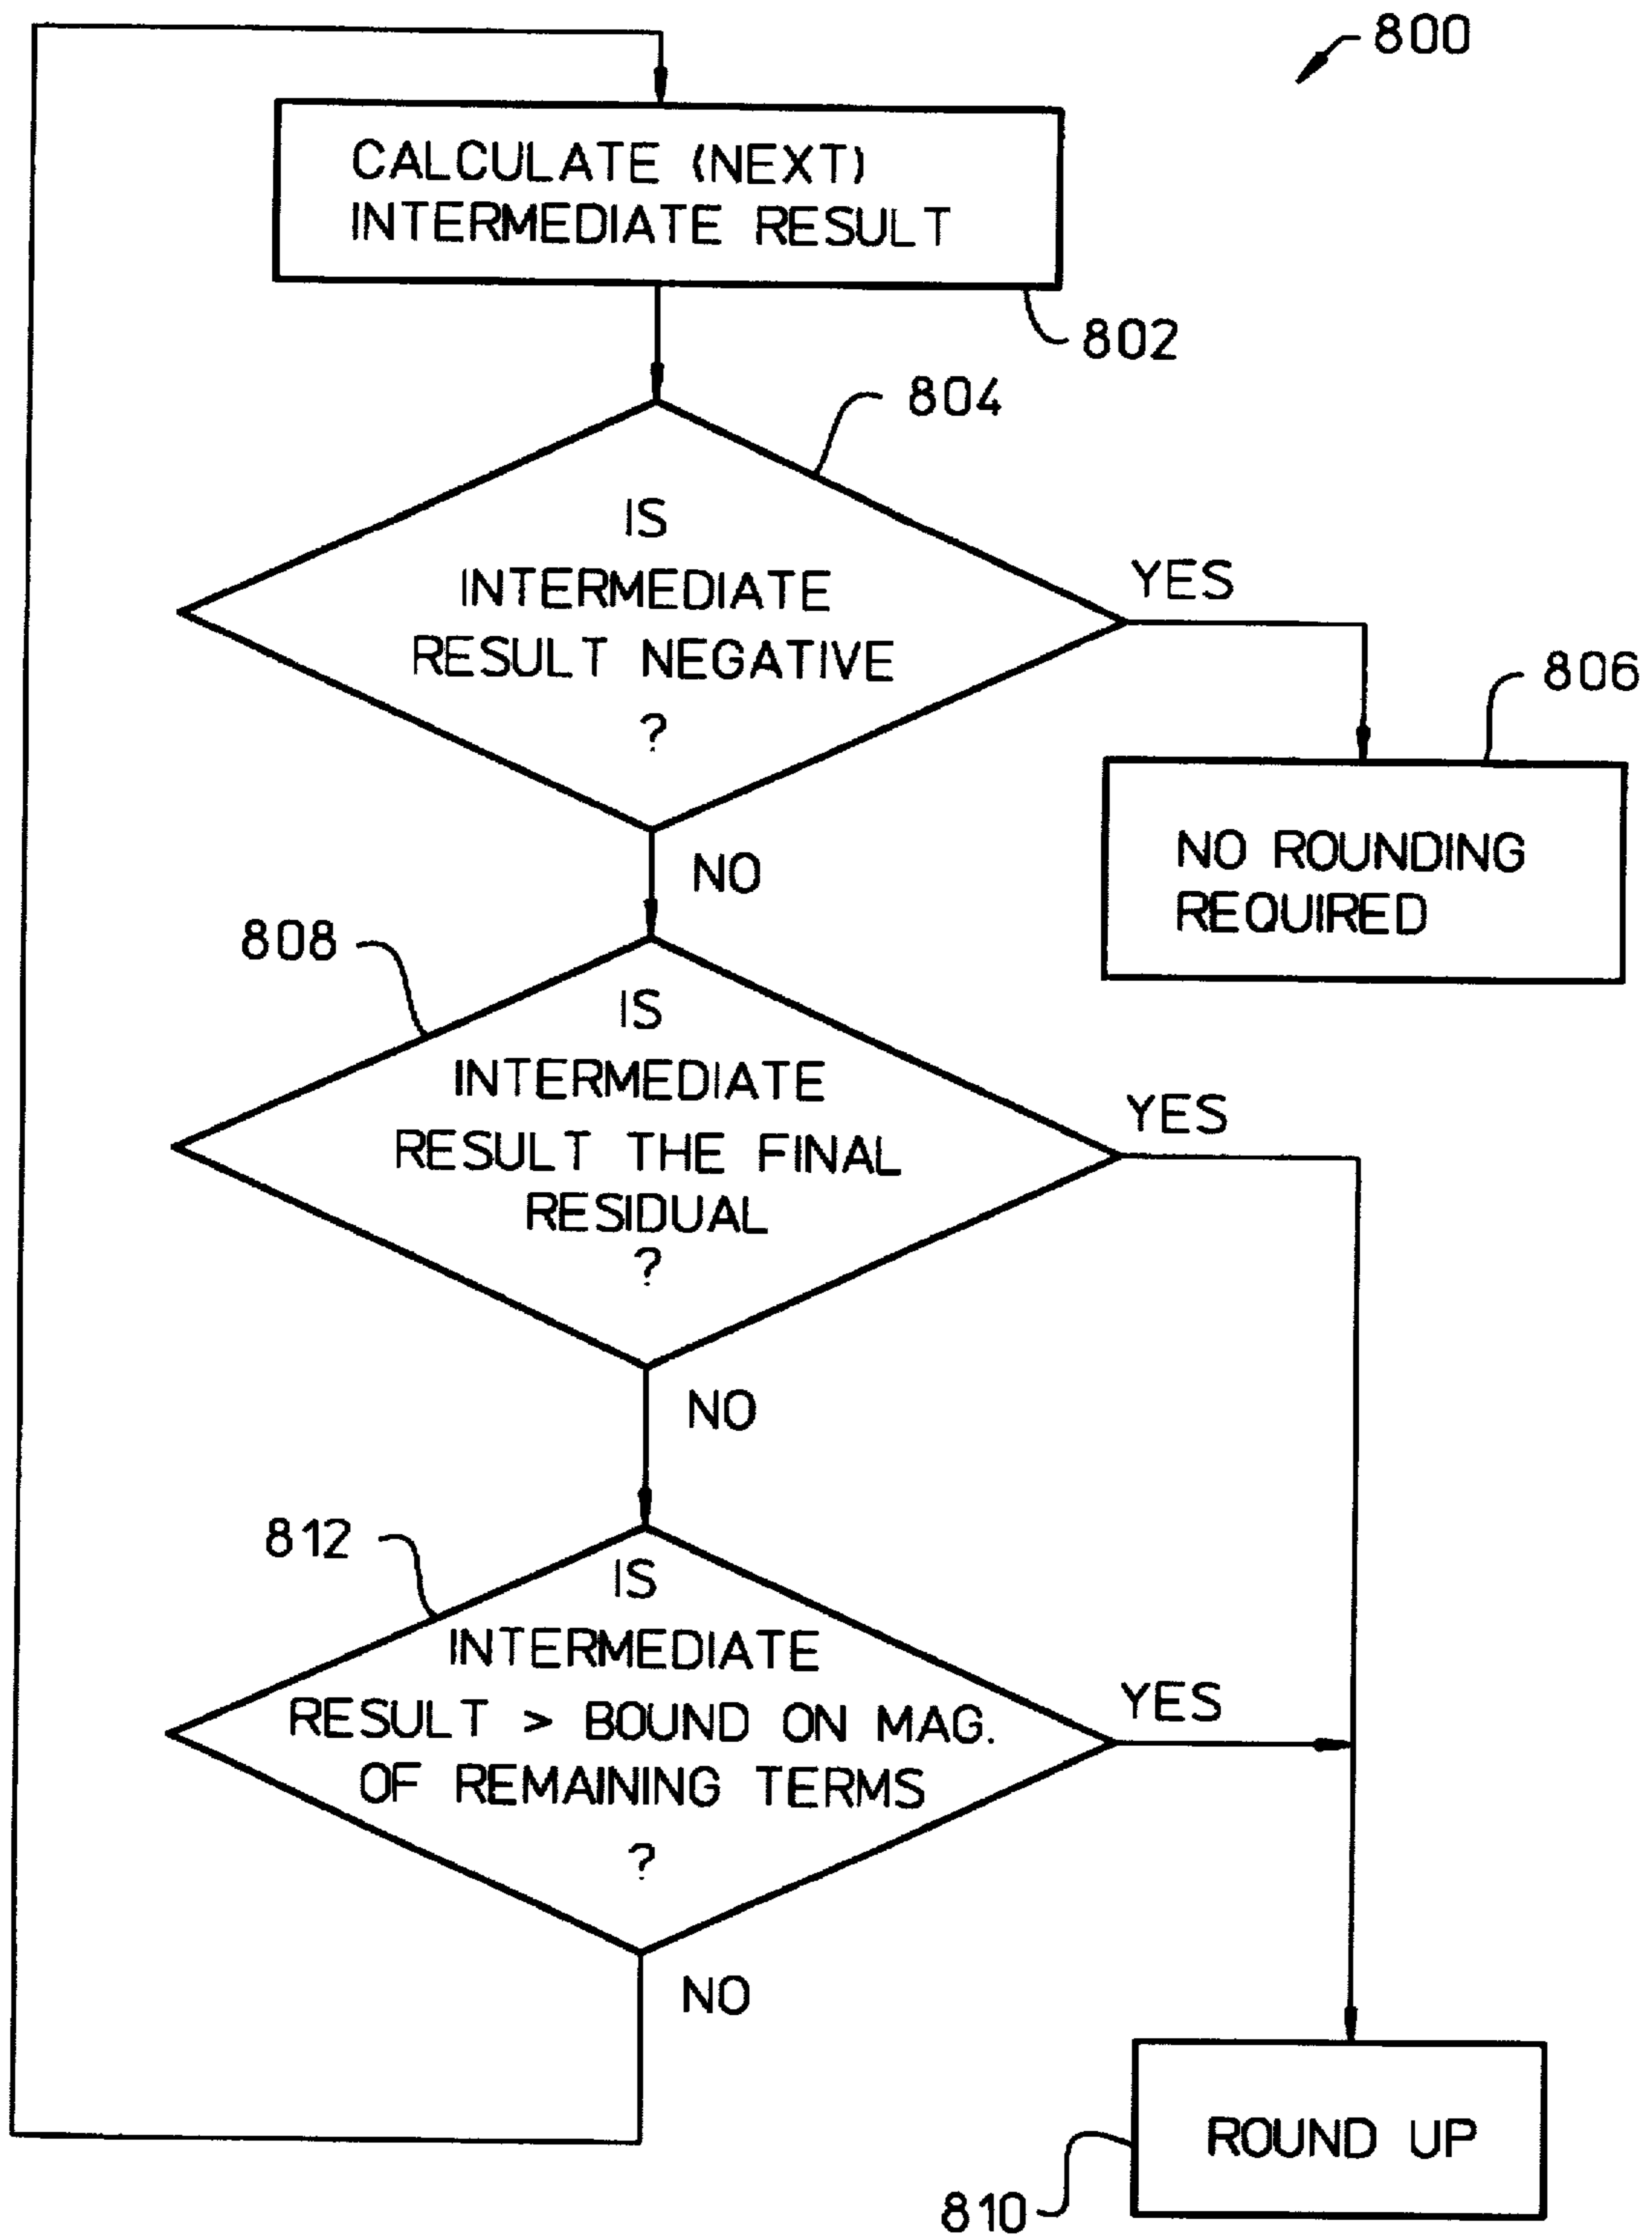 800
CALCULATE (NEXT)
INTERMEDIATE RESULT
802
804
IS
INTERMEDIATE
RESULT NEGATIVE
?
YES
806
NO ROUNDING
REQUIRED
NO
808
IS
INTERMEDIATE
RESULT THE FINAL
RESIDUAL
?
YES
NO
812
IS
INTERMEDIATE
RESULT > BOUND ON MAG.
OF REMAINING TERMS
?
YES
NO
ROUND UP
810